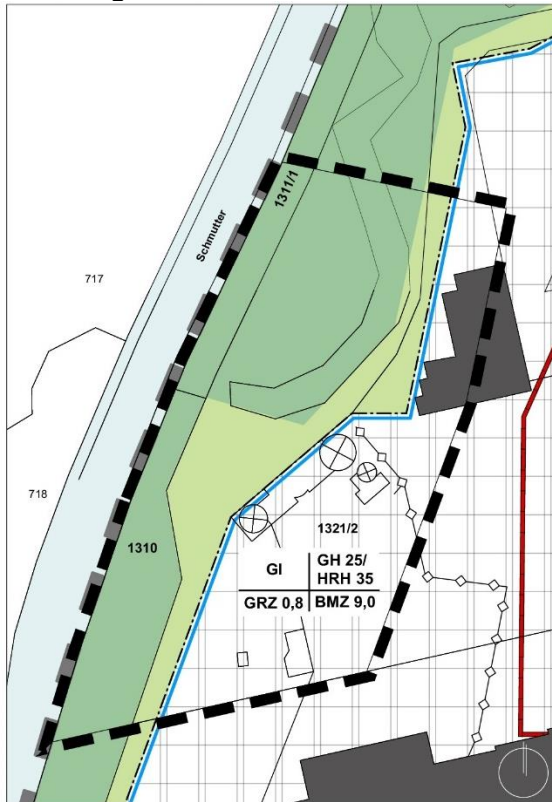 1311/1
Schmutter
717
718
1310
1321/2
GI
GH 25/
HRH 35
GRZ 0,8
BMZ 9,0